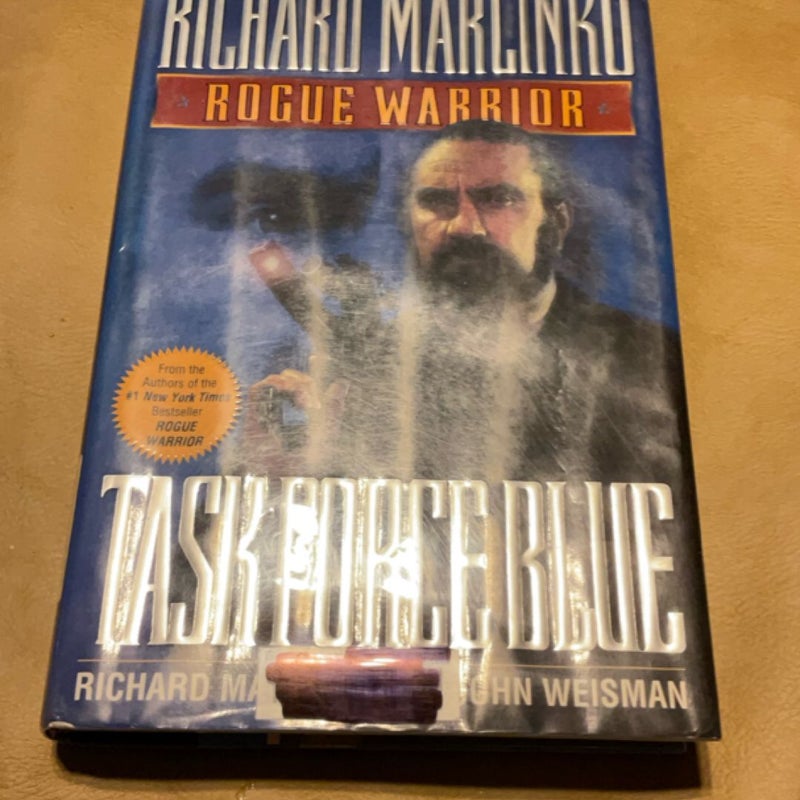 RICHARD MARCINKO
ROGUE WARRIOR
From the
Authors of the
#1 New York Times
Bestseller
ROGUE
WARRIOR
TASK FORCE BLUE
RICHARD MA
OHN WEISMAN